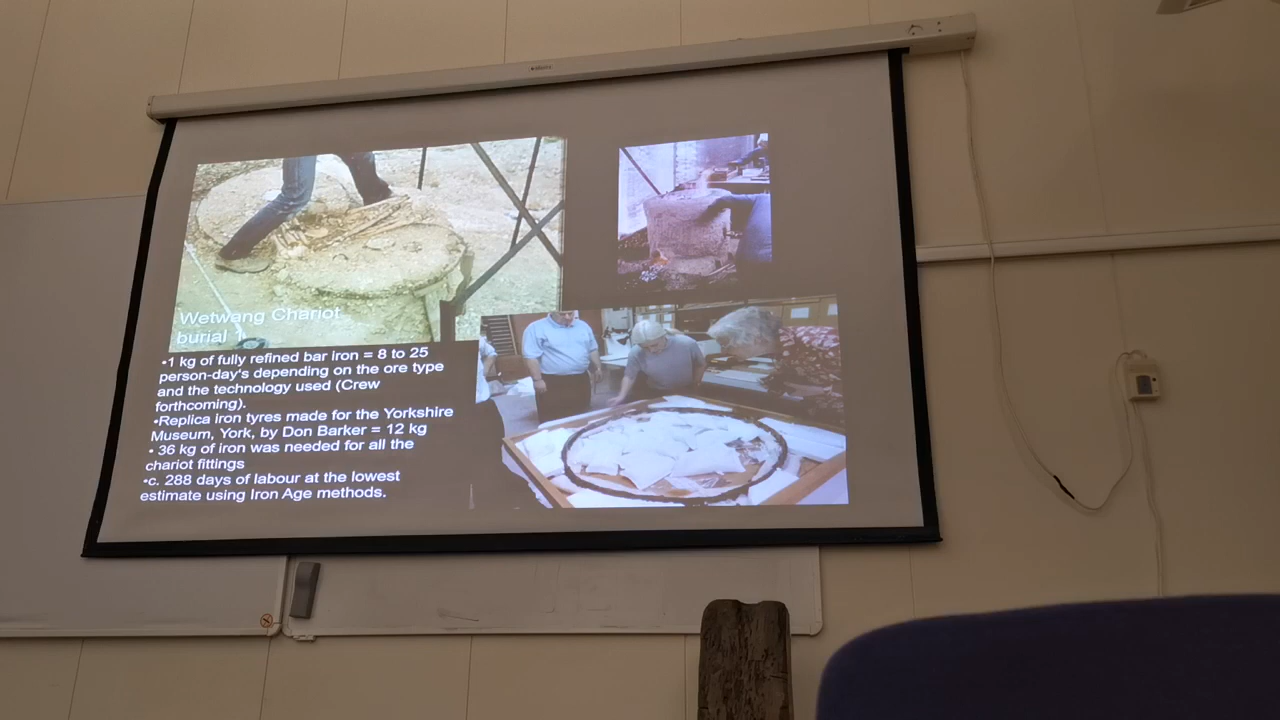 Wetwang Chariot
burial
•1 kg of fully refined bar iron = 8 to 25
person-day's depending on the ore type
and the technology used (Crew
forthcoming).
•Replica iron tyres made for the Yorkshire
Museum, York, by Don Barker = 12 kg
• 36 kg of iron was needed for all the
chariot fittings
•c. 288 days of labour at the lowest
estimate using Iron Age methods.